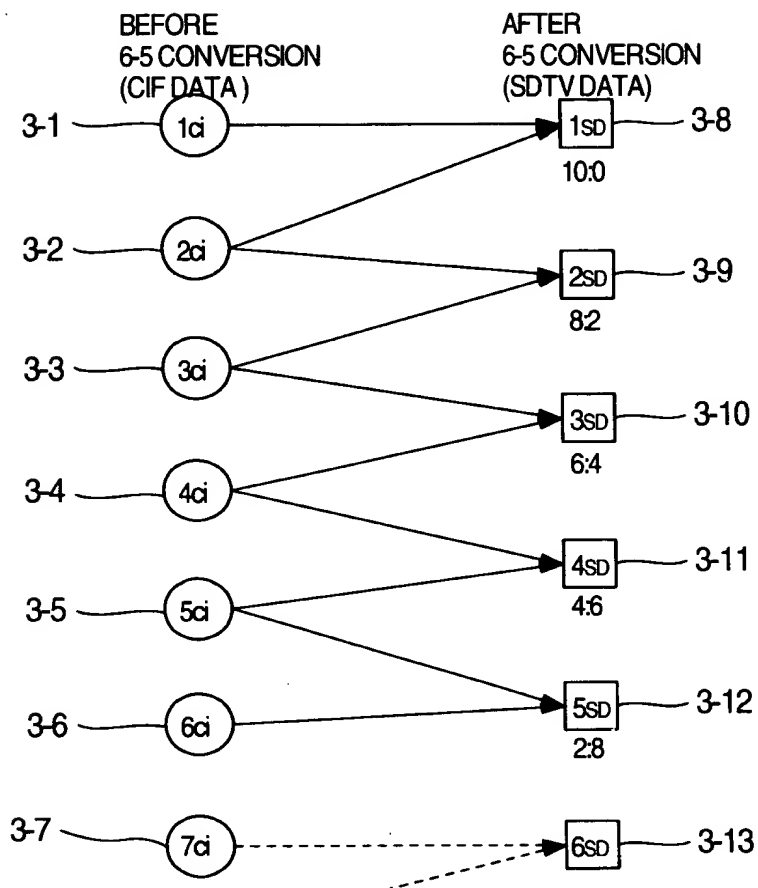 BEFORE
6-5 CONVERSION
(CIF DATA)
AFTER
6-5 CONVERSION
(SDTV DATA)
3-1
1ci
1SD
3-8
10:0
3-2
2ci
2SD
3-9
8:2
3-3
3ci
3SD
3-10
6:4
3-4
4ci
4SD
3-11
4:6
3-5
5ci
5SD
3-12
2:8
3-6
6ci
3-7
7ci
6SD
3-13